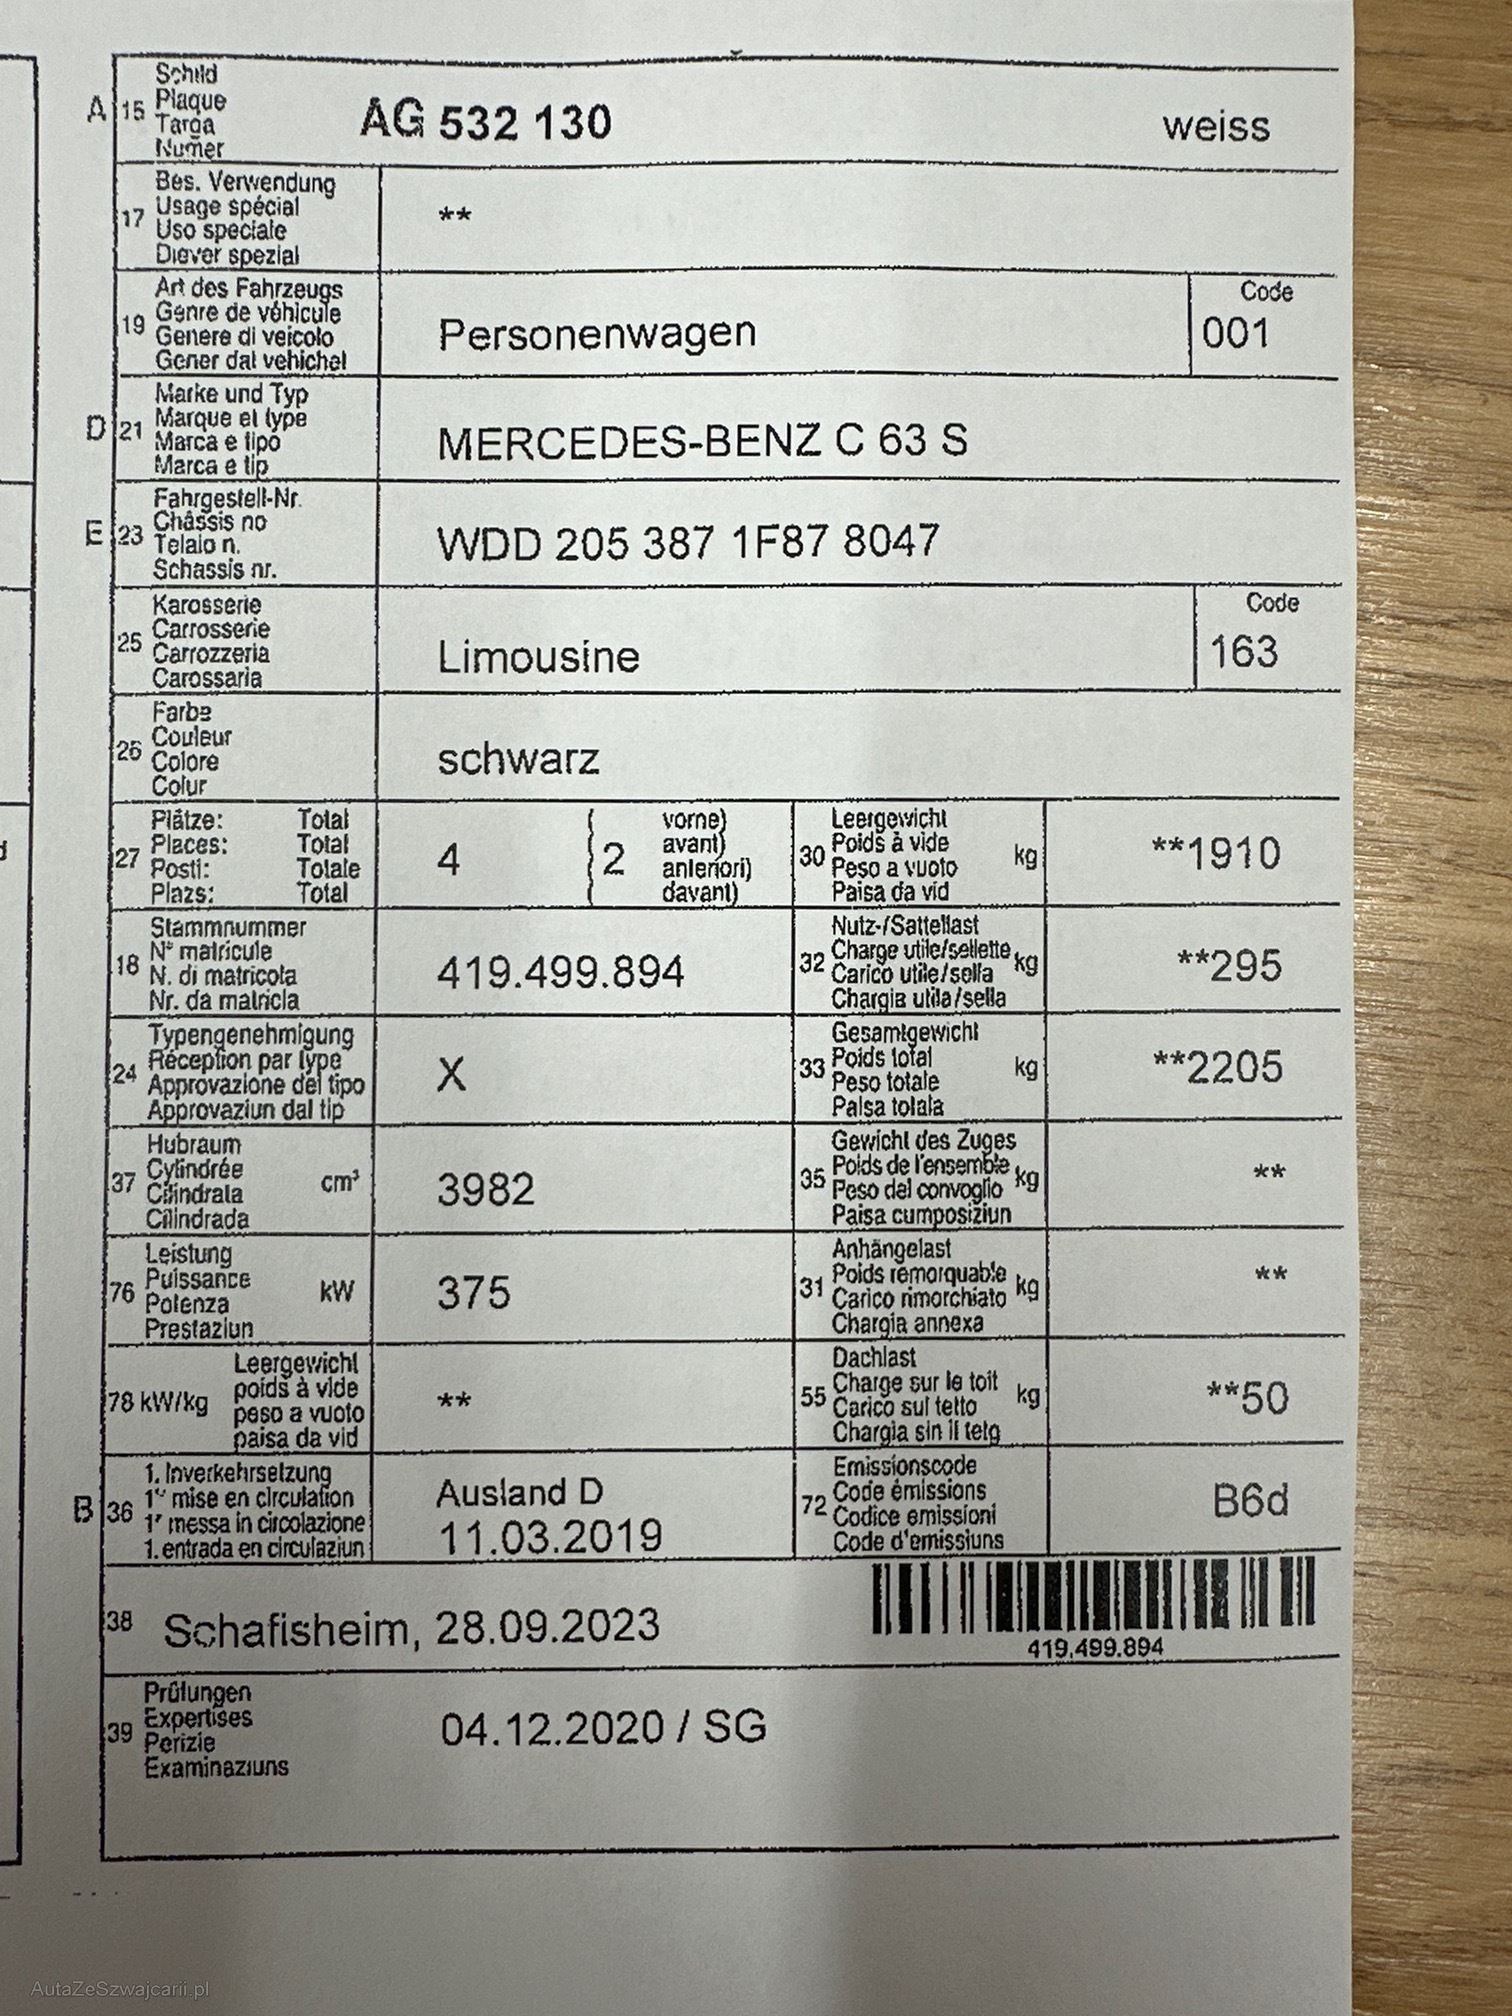 A 15 Schild
Plaque
Targa
Numer
AG 532 130 weiss
17 Bes. Verwendung
Usage spécial
Uso speciale
Diever spezial
**
19 Art des Fahrzeugs
Genre de véhicule
Genere di veicolo
Gener dal vehichel
Personenwagen
Code
001
D 21 Marke und Typ
Marque et type
Marca e tipo
Marca e tip
MERCEDES-BENZ C 63 S
E 23 Fahrgestell-Nr.
Châssis no
Telaio n.
Schassis nr.
WDD 205 387 1F87 8047
25 Karosserie
Carrosserie
Carrozzeria
Carossaria
Limousine
Code
163
26 Farbe
Couleur
Colore
Colur
schwarz
27 Plätze: Total
Places: Total
Posti: Totale
Plazs: Total
4 2
vorne)
avant)
anteriori)
davant)
30 Leergewicht
Poids à vide
Peso a vuoto
Paisa da vid
kg
**1910
18 Stammnummer
N° matricule
N. di matricola
Nr. da matricla
419.499.894
32 Nutz-/Sattellast
Charge utile/sellette
Carico utile/sella
Chargia utila/sella
kg
**295
24 Typengenehmigung
Réception par type
Approvazione del tipo
Approvaziun dal tip
X
33 Gesamtgewicht
Poids total
Peso totale
Paisa totala
kg
**2205
37 Hubraum
Cylindrée
Cilindrata
Cilindrada
cm³
3982
35 Gewicht des Zuges
Poids de l'ensemble
Peso del convoglio
Paisa cumposiziun
kg
**
76 Leistung
Puissance
Potenza
Prestaziun
kW
375
31 Anhängelast
Poids remorquable
Carico rimorchiato
Chargia annexa
kg
**
78 kW/kg
Leergewicht
poids à vide
peso a vuoto
paisa da vid
**
55 Dachlast
Charge sur le toit
Carico sul tetto
Chargia sin il tetg
kg
**50
B 36 1. Inverkehrsetzung
1re mise en circulation
1a messa in circolazione
1. entrada en circulaziun
Ausland D
11.03.2019
72 Emissionscode
Code émissions
Codice emissioni
Code d'emissiuns
B6d
38 Schafisheim, 28.09.2023
419.499.894
39 Prüfungen
Expertises
Perizie
Examinaziuns
04.12.2020 / SG
AutaZeSzwajcarii.pl